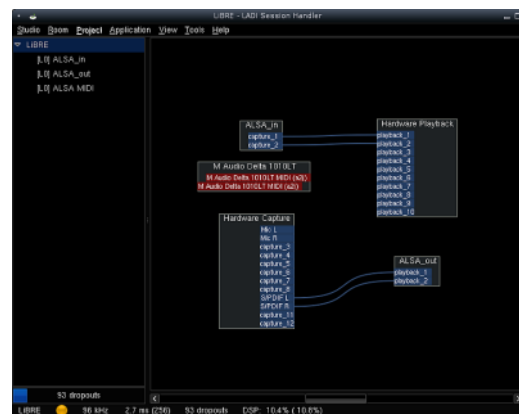 LiBRE - LADI Session Handler
Studio Room Project Application View Tools Help
LiBRE
[L0] ALSA_in
[L0] ALSA_out
[L0] ALSA MIDI
ALSA_in
capture_1
capture_2
Hardware Playback
playback_1
playback_2
playback_3
playback_4
playback_5
playback_6
playback_7
playback_8
playback_9
playback_10
M Audio Delta 1010LT
M Audio Delta 1010LT MIDI (a2j)
M Audio Delta 1010LT MIDI (a2j)
Hardware Capture
Mic L
Mic R
capture_3
capture_4
capture_5
capture_6
capture_7
capture_8
S/PDIF L
S/PDIF R
capture_11
capture_12
ALSA_out
playback_1
playback_2
93 dropouts
LiBRE 96 kHz 2.7 ms (256) 93 dropouts DSP: 10.4% (10.6%)